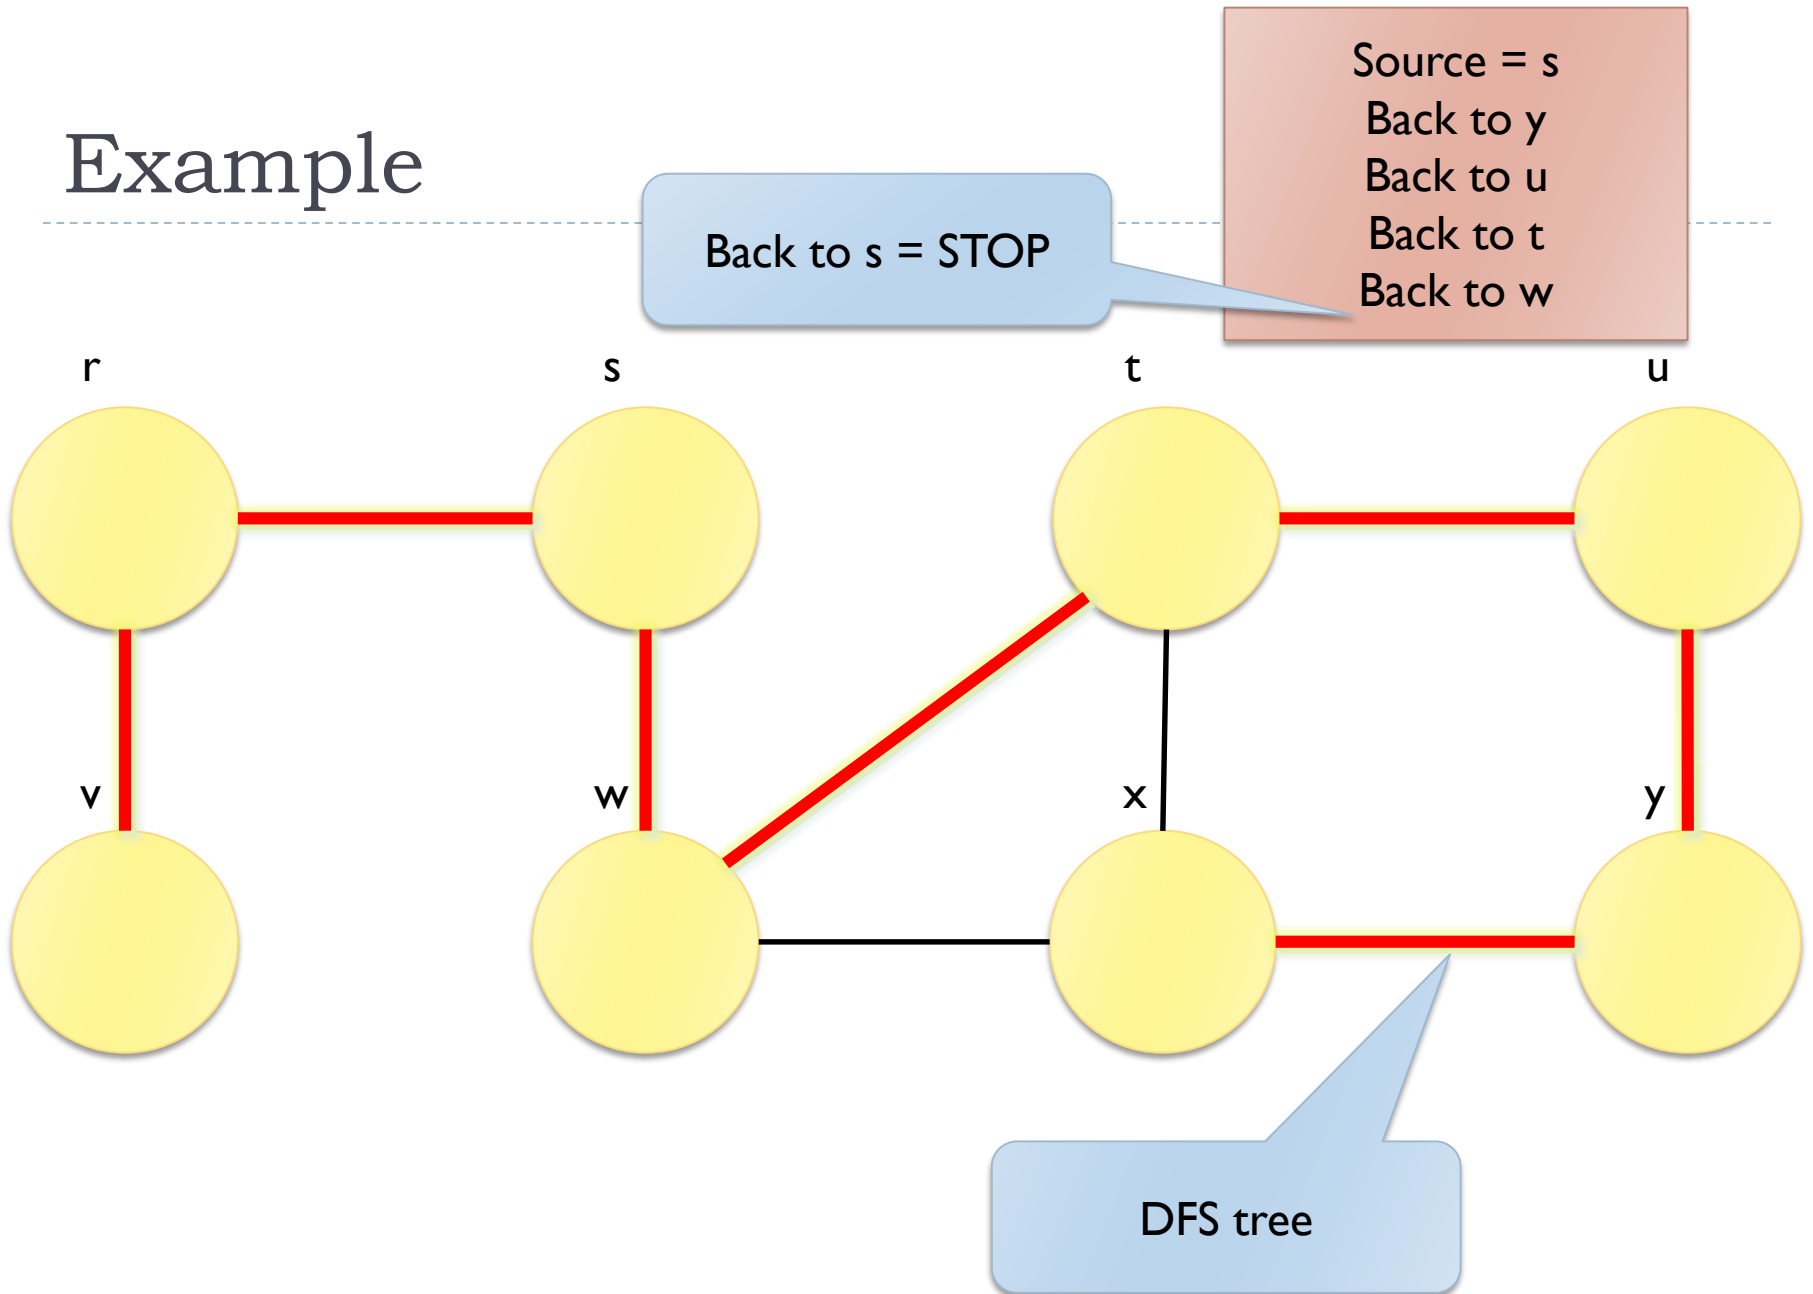 Example
Source = s
Back to y
Back to u
Back to t
Back to w
Back to s = STOP
r
s
t
u
v
w
x
y
DFS tree